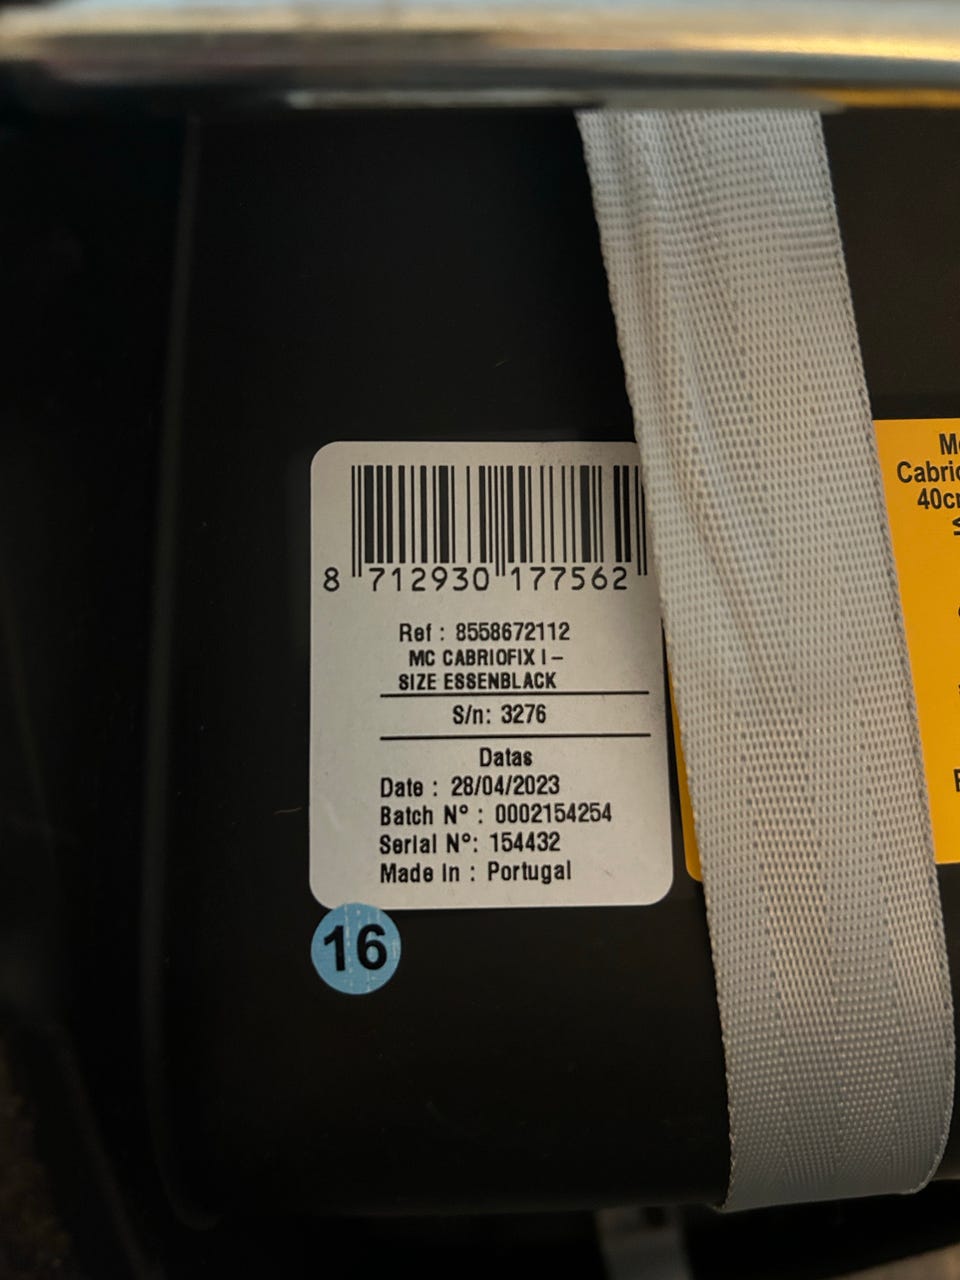 8 712930 177562
Ref : 8558672112
MC CABRIOFIX I -
SIZE ESSENBLACK
S/n: 3276
Datas
Date : 28/04/2023
Batch N° : 0002154254
Serial N°: 154432
Made In : Portugal
16
40c